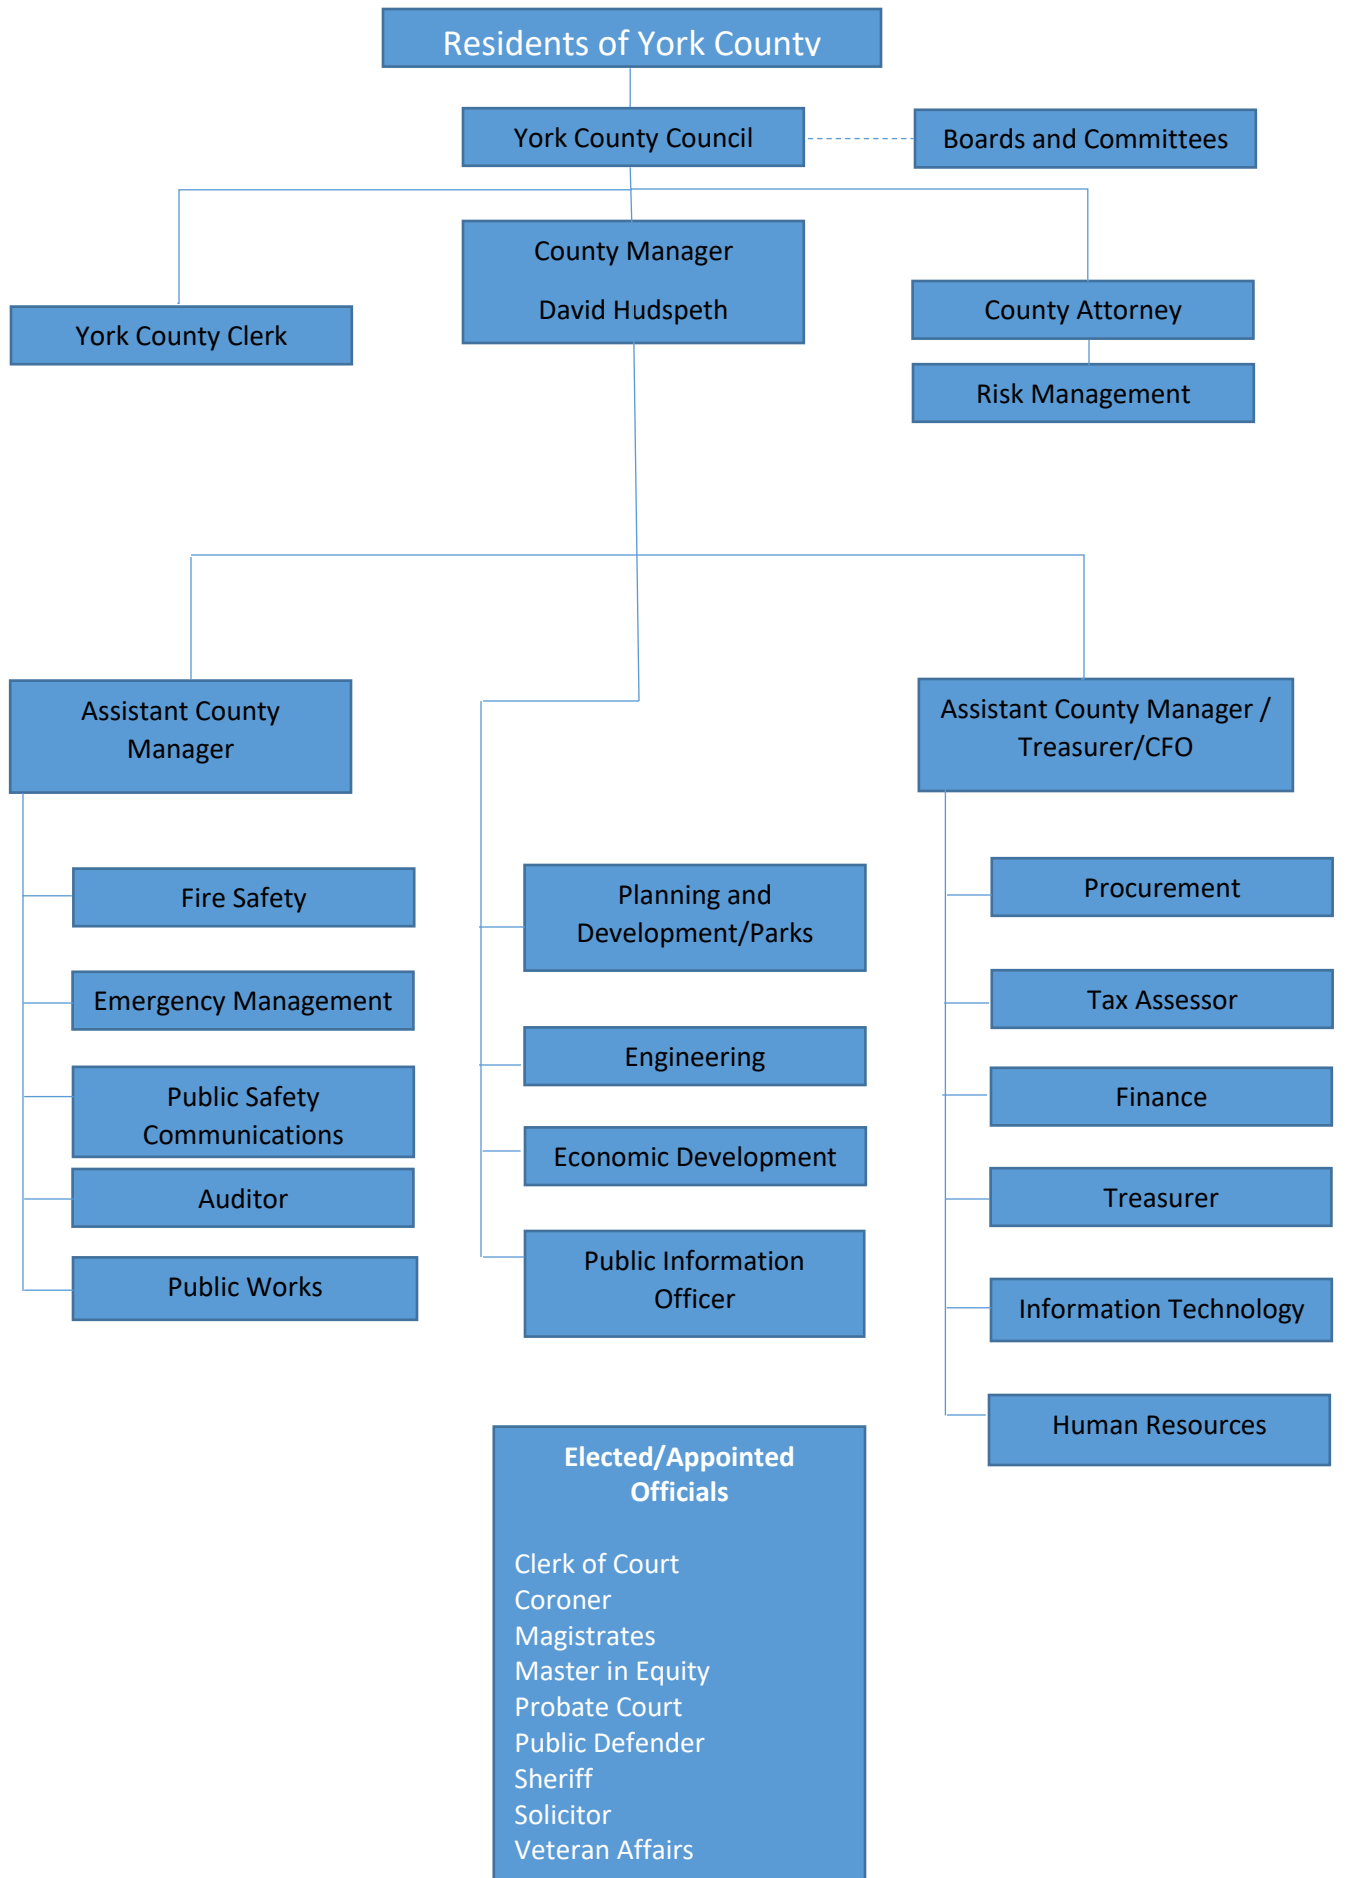 Residents of York County
York County Council
Boards and Committees
County Manager
David Hudspeth
York County Clerk
County Attorney
Risk Management
Assistant County
Manager
Fire Safety
Emergency Management
Public Safety
Communications
Auditor
Public Works
Planning and
Development/Parks
Engineering
Economic Development
Public Information
Officer
Assistant County Manager /
Treasurer/CFO
Procurement
Tax Assessor
Finance
Treasurer
Information Technology
Human Resources
Elected/Appointed
Officials
Clerk of Court
Coroner
Magistrates
Master in Equity
Probate Court
Public Defender
Sheriff
Solicitor
Veteran Affairs